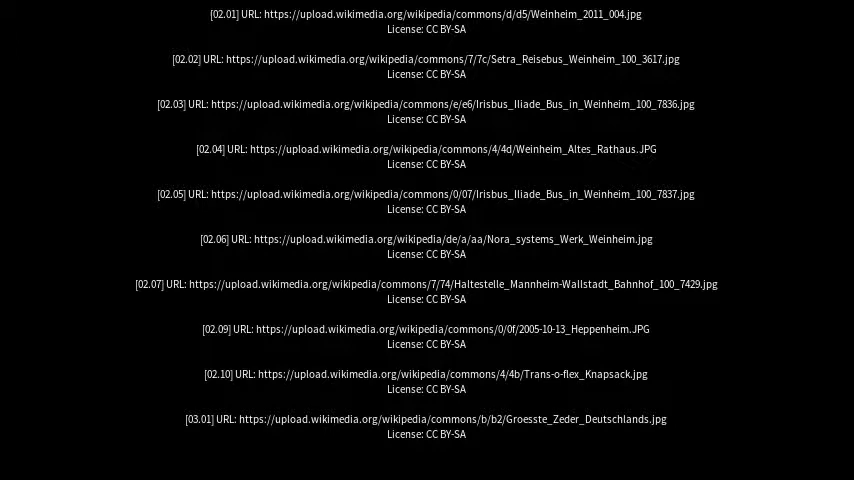 [02.01] URL: https://upload.wikimedia.org/wikipedia/commons/d/d5/Weinheim_2011_004.jpg
License: CC BY-SA
[02.02] URL: https://upload.wikimedia.org/wikipedia/commons/7/7c/Setra_Reisebus_Weinheim_100_3617.jpg
License: CC BY-SA
[02.03] URL: https://upload.wikimedia.org/wikipedia/commons/e/e6/Irisbus_Iliade_Bus_in_Weinheim_100_7836.jpg
License: CC BY-SA
[02.04] URL: https://upload.wikimedia.org/wikipedia/commons/4/4d/Weinheim_Altes_Rathaus.JPG
License: CC BY-SA
[02.05] URL: https://upload.wikimedia.org/wikipedia/commons/0/07/Irisbus_Iliade_Bus_in_Weinheim_100_7837.jpg
License: CC BY-SA
[02.06] URL: https://upload.wikimedia.org/wikipedia/de/a/aa/Nora_systems_Werk_Weinheim.jpg
License: CC BY-SA
[02.07] URL: https://upload.wikimedia.org/wikipedia/commons/7/74/Haltestelle_Mannheim-Wallstadt_Bahnhof_100_7429.jpg
License: CC BY-SA
[02.09] URL: https://upload.wikimedia.org/wikipedia/commons/0/0f/2005-10-13_Heppenheim.JPG
License: CC BY-SA
[02.10] URL: https://upload.wikimedia.org/wikipedia/commons/4/4b/Trans-o-flex_Knapsack.jpg
License: CC BY-SA
[03.01] URL: https://upload.wikimedia.org/wikipedia/commons/b/b2/Groesste_Zeder_Deutschlands.jpg
License: CC BY-SA